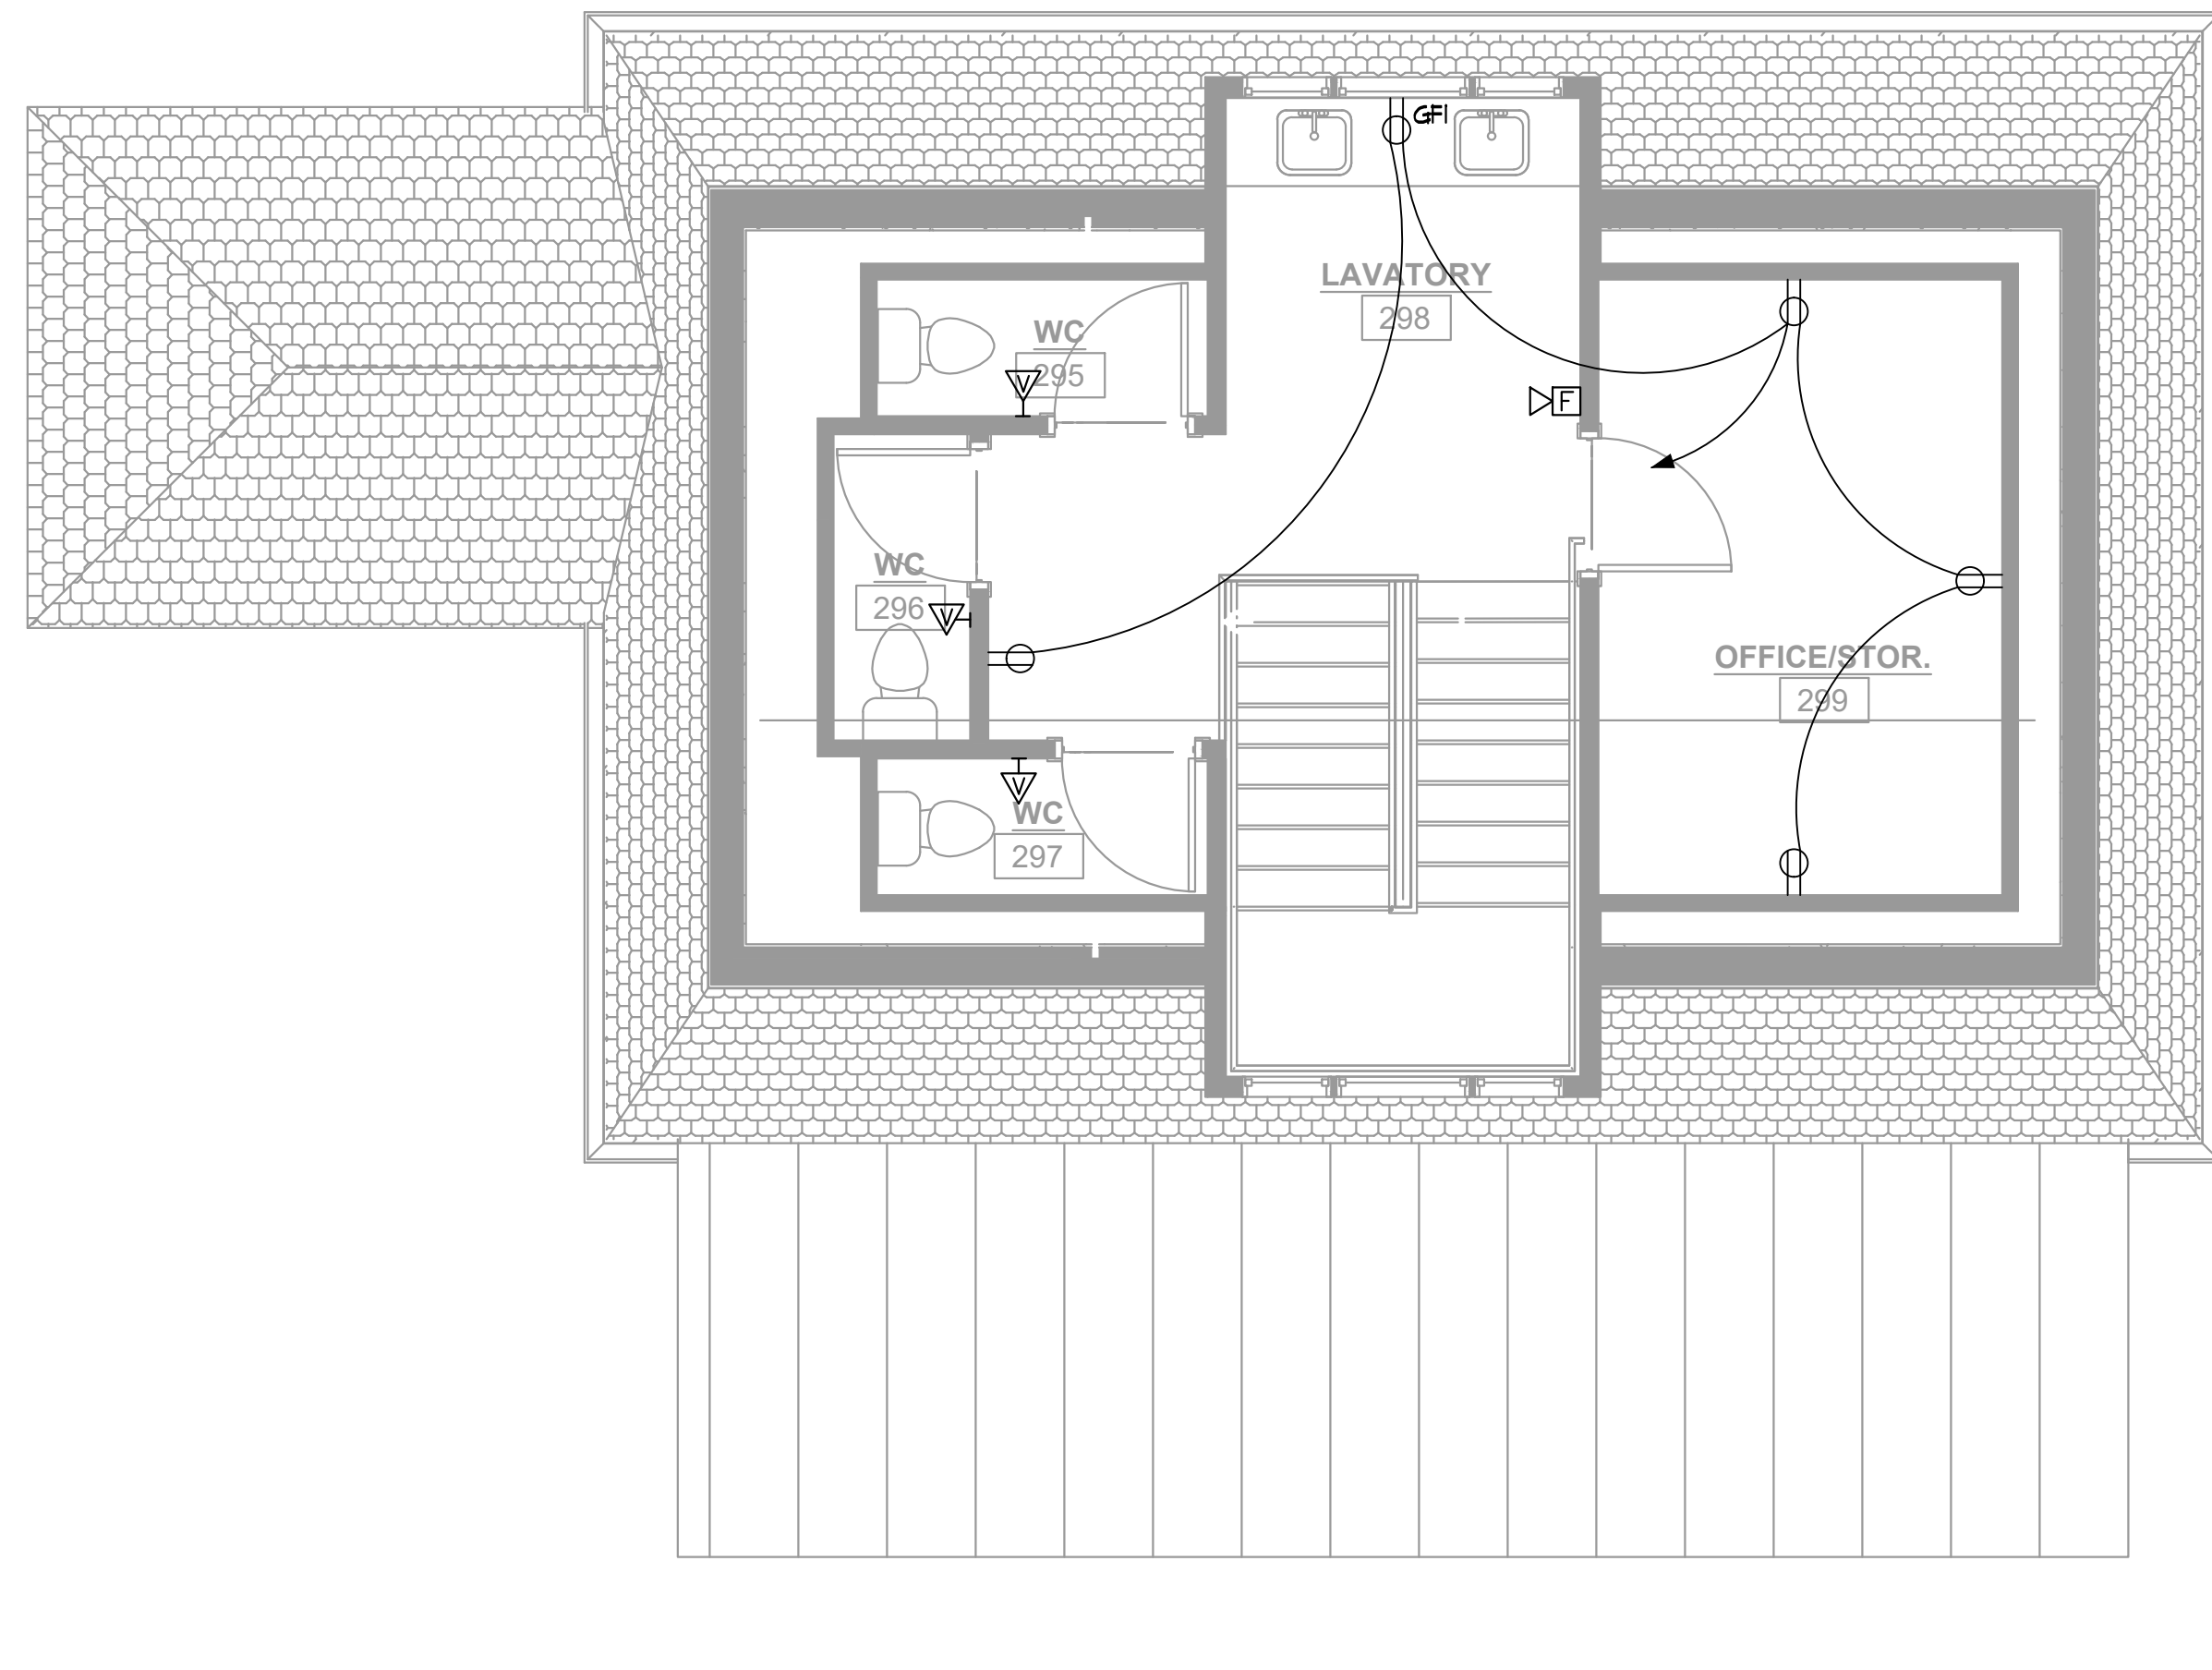 GFI
LAVATORY
298
WC
295
V
F
WC
296
V
OFFICE/STOR.
299
V
WC
297